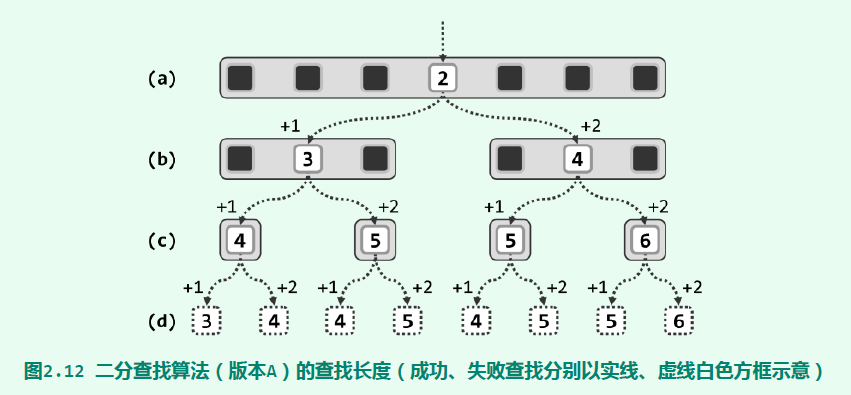 (a) 2
+1 +2
(b) 3 4
+1 +2 +1 +2
(c) 4 5 5 6
+1 +2 +1 +2 +1 +2 +1 +2
(d) 3 4 4 5 4 5 5 6
图2.12 二分查找算法（版本A）的查找长度（成功、失败查找分别以实线、虚线白色方框示意）